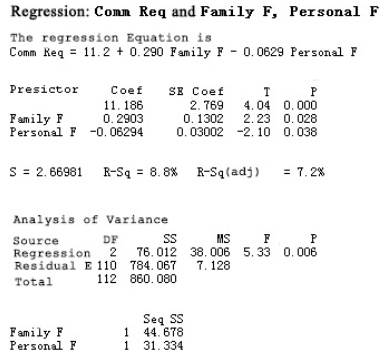 Regression: Comm Req and Family F, Personal F
The regression Equation is
Comm Req = 11.2 + 0.290 Family F - 0.0629 Personal F
Presictor Coef SE Coef T P
11.186 2.769 4.04 0.000
Family F 0.2903 0.1302 2.23 0.028
Personal F -0.06294 0.03002 -2.10 0.038
S = 2.66981 R-Sq = 8.8% R-Sq(adj) = 7.2%
Analysis of Variance
Source DF SS MS F P
Regression 2 76.012 38.006 5.33 0.006
Residual E 110 784.067 7.128
Total 112 860.080
Seq SS
Family F 1 44.678
Personal F 1 31.334